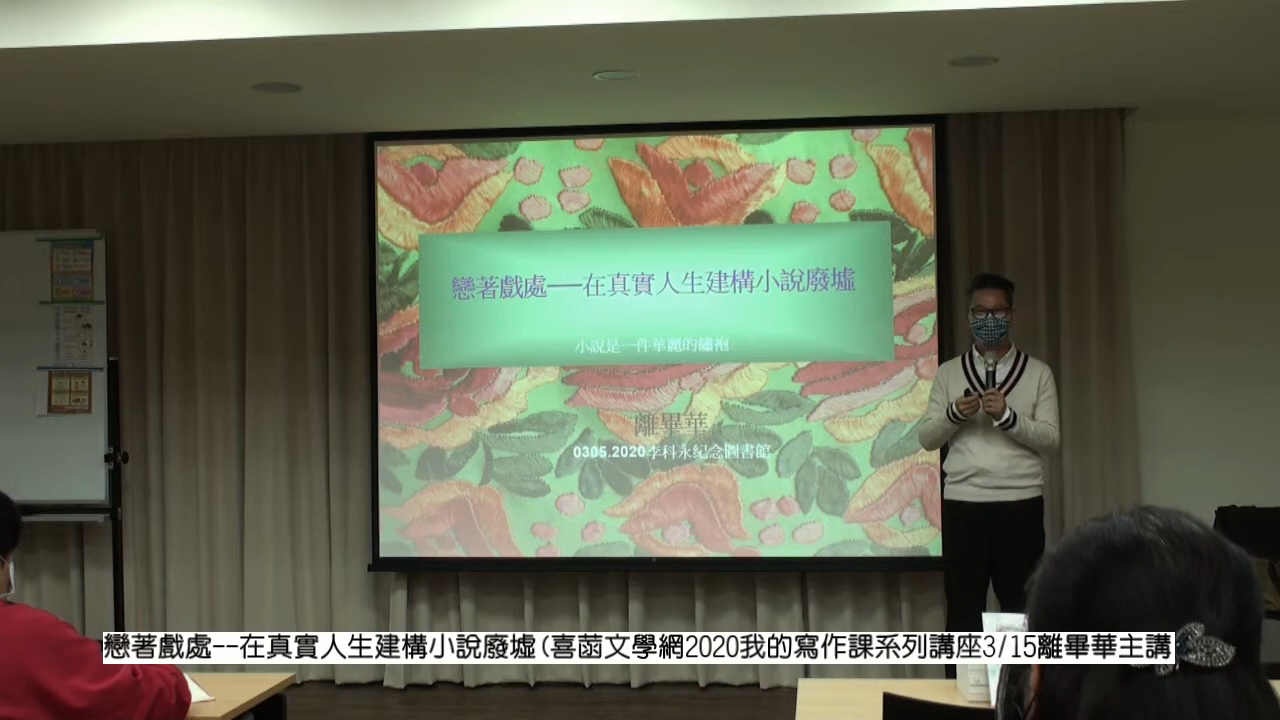 戀著戲處──在真實人生建構小說廢墟
小說是一件華麗的繡袍
離畢華
0305.2020李科永紀念圖書館
戀著戲處--在真實人生建構小說廢墟(喜菡文學網2020我的寫作課系列講座3/15離畢華主講